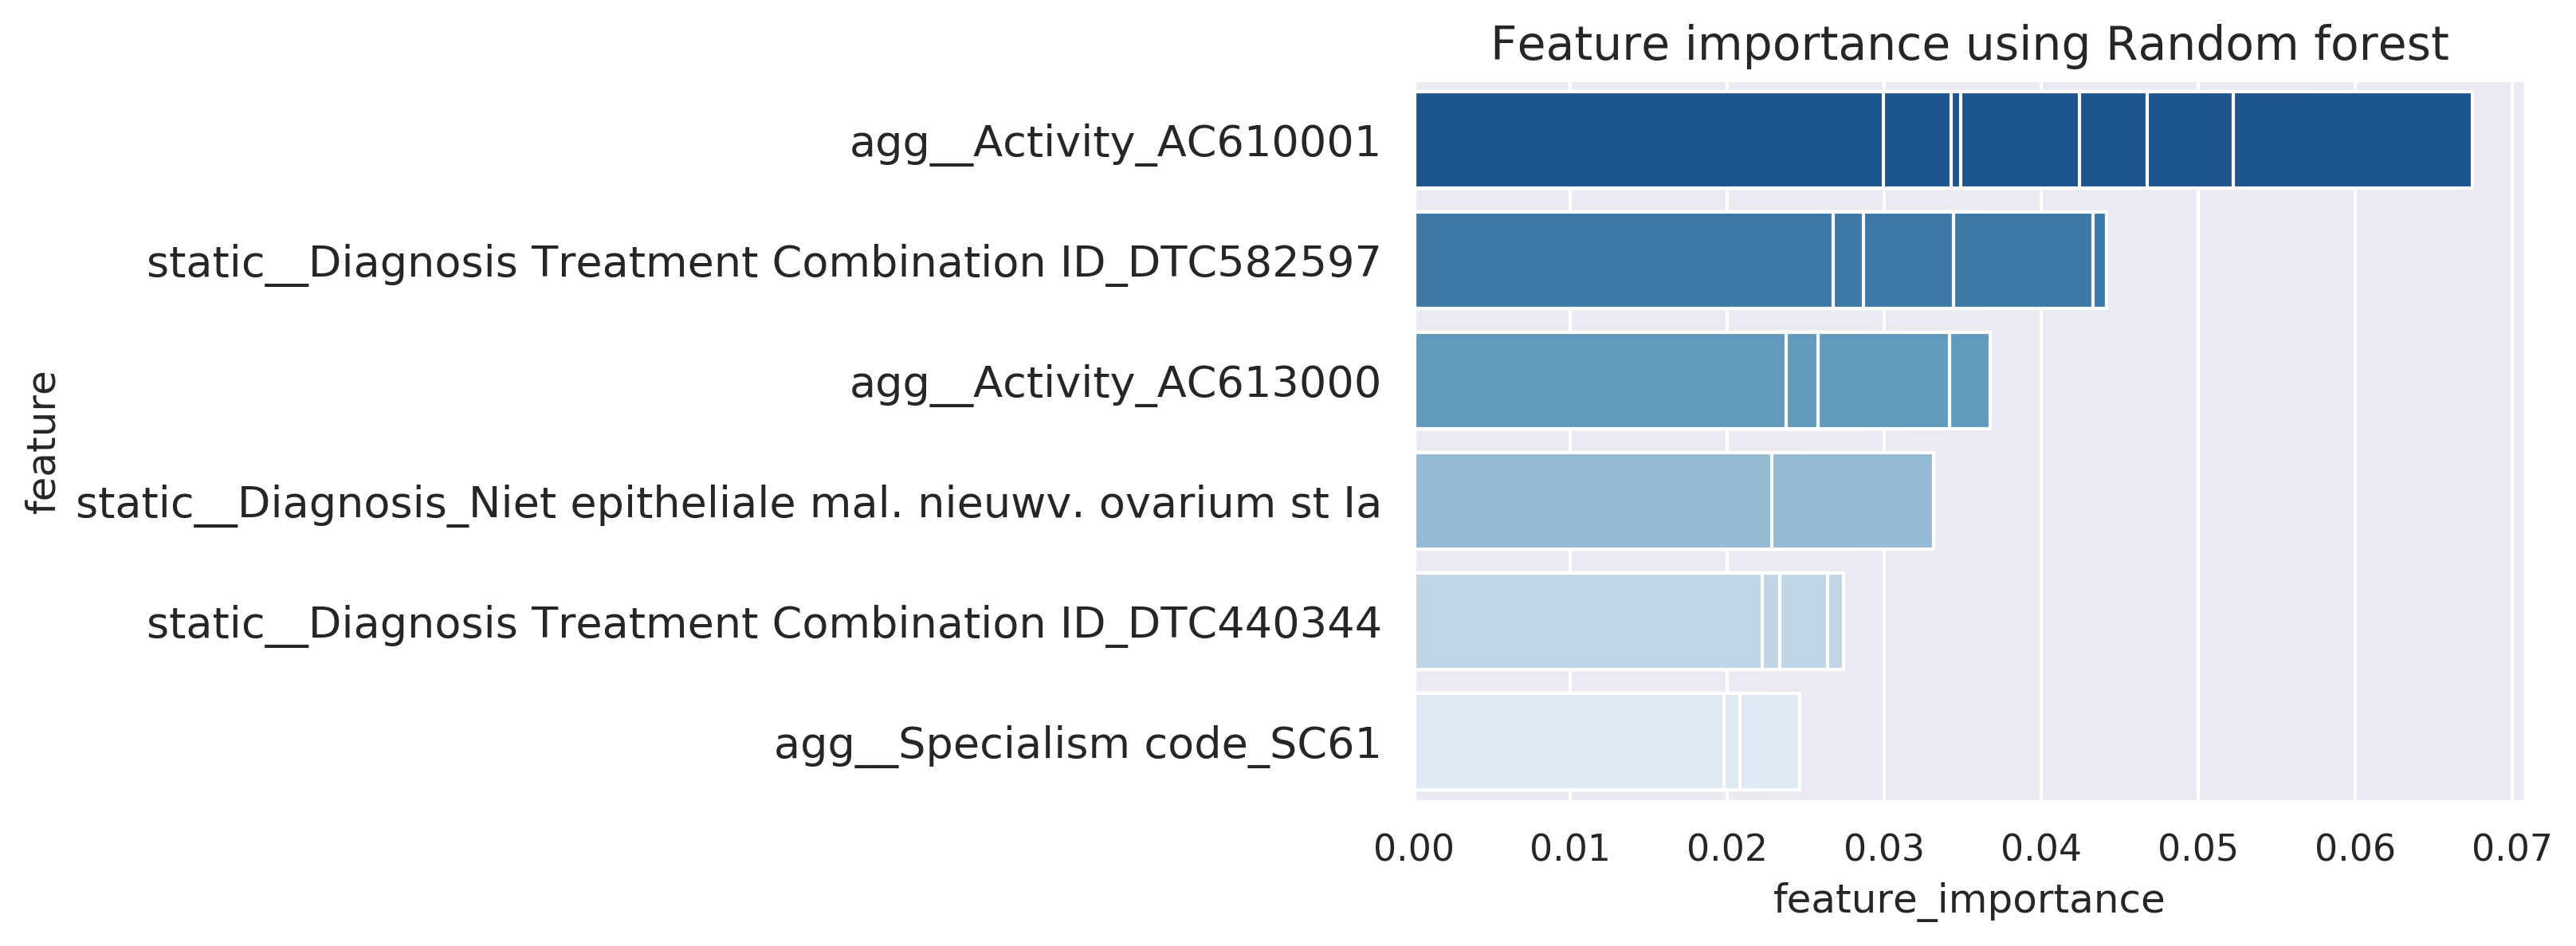 Feature importance using Random forest
agg__Activity_AC610001
static__Diagnosis Treatment Combination ID_DTC582597
agg__Activity_AC613000
static__Diagnosis_Niet epitheliale mal. nieuwv. ovarium st Ia
static__Diagnosis Treatment Combination ID_DTC440344
agg__Specialism code_SC61
feature
0.00 0.01 0.02 0.03 0.04 0.05 0.06 0.07
feature_importance